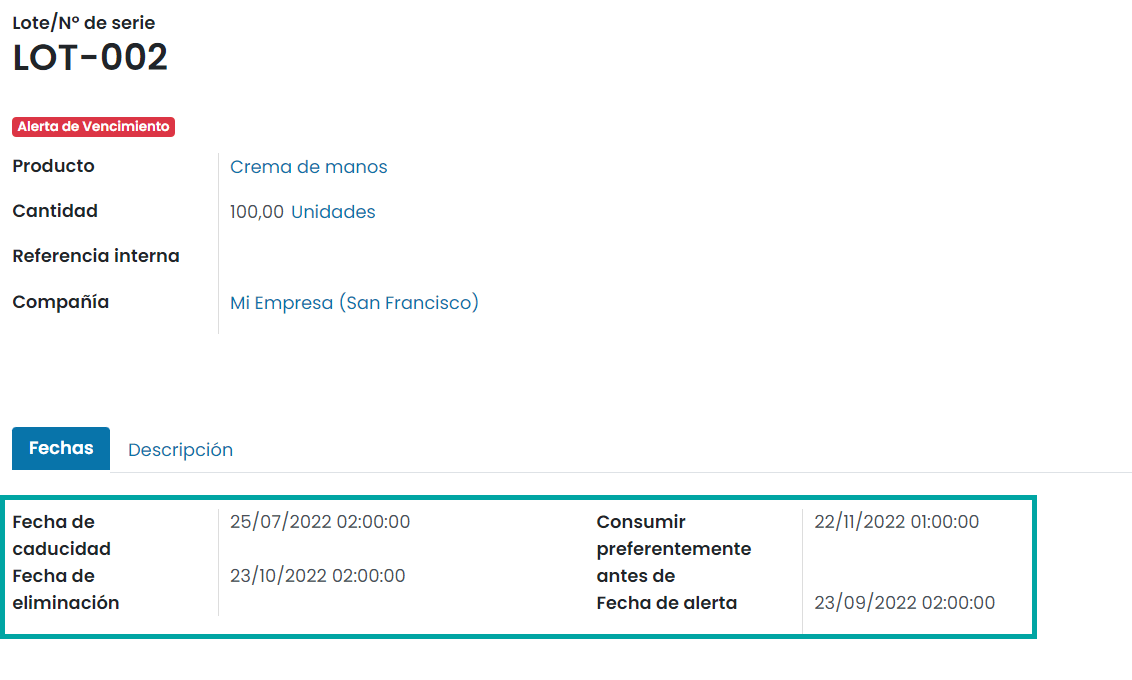 Lote/Nº de serie
LOT-002
Alerta de Vencimiento
Producto Crema de manos
Cantidad 100,00 Unidades
Referencia interna
Compañía Mi Empresa (San Francisco)
Fechas Descripción
Fecha de caducidad 25/07/2022 02:00:00
Fecha de eliminación 23/10/2022 02:00:00
Consumir preferentemente antes de 22/11/2022 01:00:00
Fecha de alerta 23/09/2022 02:00:00